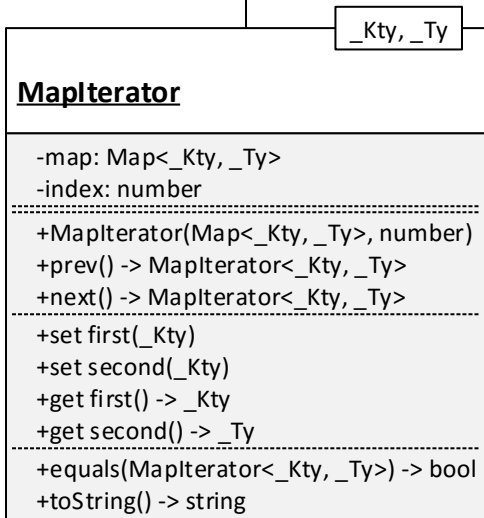 _Kty, _Ty
MapIterator
-map: Map<_Kty, _Ty>
-index: number
+MapIterator(Map<_Kty, _Ty>, number)
+prev() -> MapIterator<_Kty, _Ty>
+next() -> MapIterator<_Kty, _Ty>
+set first(_Kty)
+set second(_Kty)
+get first() -> _Kty
+get second() -> _Ty
+equals(MapIterator<_Kty, _Ty>) -> bool
+toString() -> string